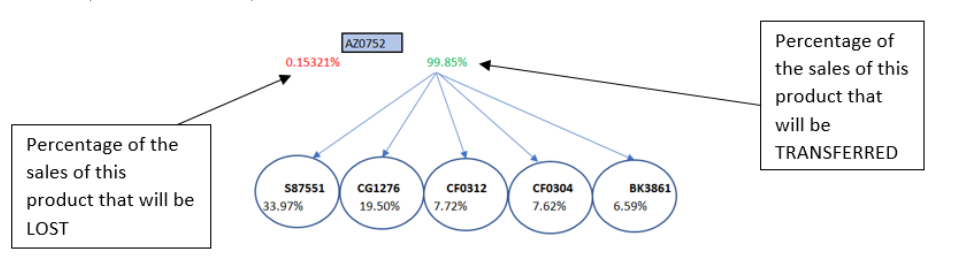 AZ0752
0.15321%
99.85%
Percentage of
the sales of this
product that
will be
TRANSFERRED
Percentage of the
sales of this
product that will be
LOST
S87551
33.97%
CG1276
19.50%
CF0312
7.72%
CF0304
7.62%
BK3861
6.59%